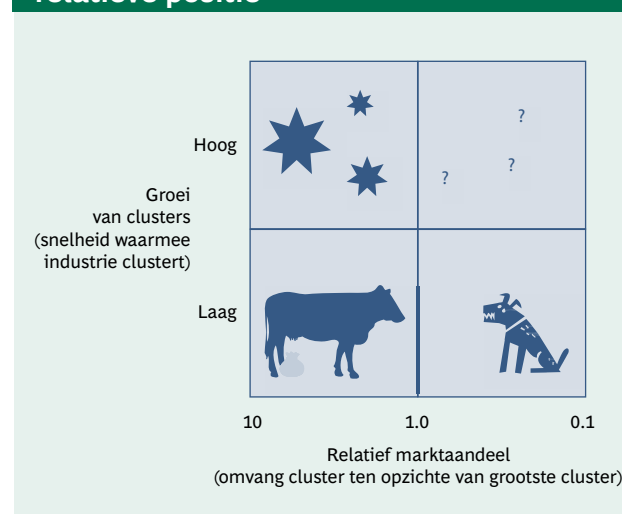 relatieve positie
Hoog
?
?
?
Groei
van clusters
(snelheid waarmee
industrie clustert)
Laag
10
1.0
0.1
Relatief marktaandeel
(omvang cluster ten opzichte van grootste cluster)